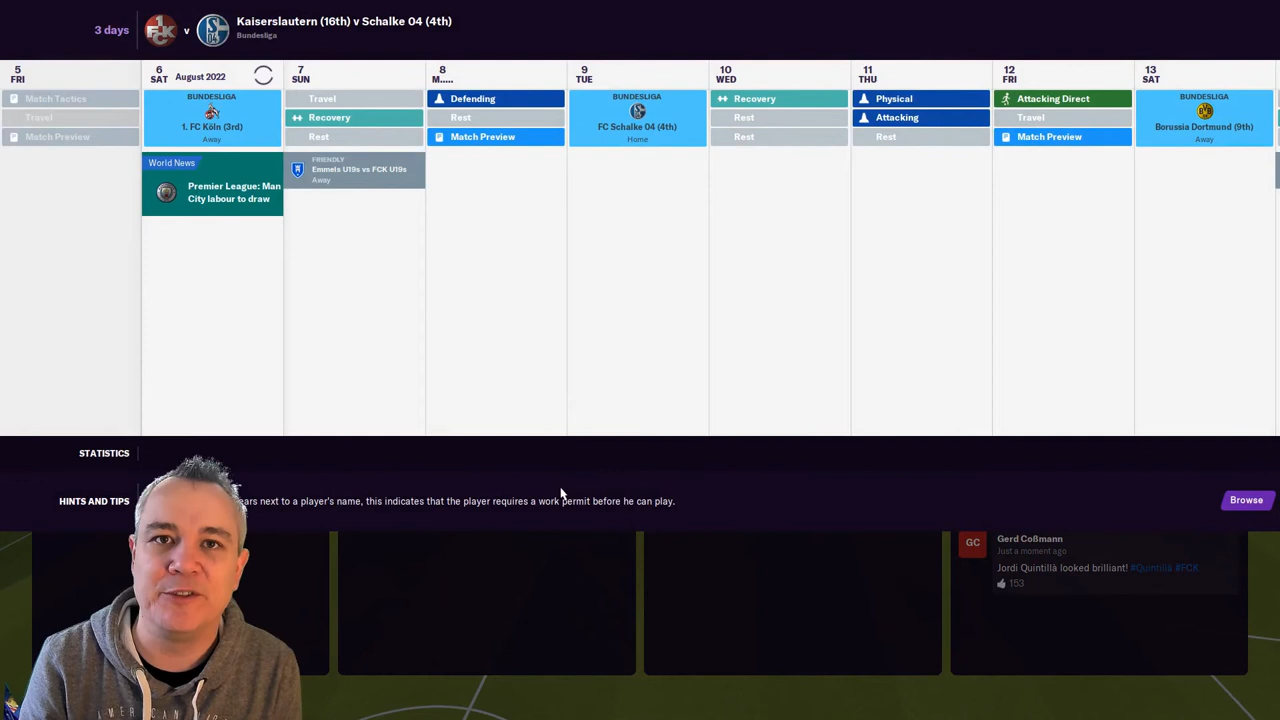 3 days
v
Kaiserslautern (16th) v Schalke 04 (4th)
Bundesliga
5
FRI
Match Tactics
Travel
Match Preview
6
SAT
August 2022
BUNDESLIGA
1. FC Köln (3rd)
Away
World News
Premier League: Man
City labour to draw
7
SUN
Travel
Recovery
Rest
FRIENDLY
Emmels U19s vs FCK U19s
Away
8
M.....
Defending
Rest
Match Preview
9
TUE
BUNDESLIGA
FC Schalke 04 (4th)
Home
10
WED
Recovery
Rest
Rest
11
THU
Physical
Attacking
Rest
12
FRI
Attacking Direct
Travel
Match Preview
13
SAT
BUNDESLIGA
Borussia Dortmund (9th)
Away
STATISTICS
HINTS AND TIPS
ears next to a player's name, this indicates that the player requires a work permit before he can play.
Browse
GC
Gerd Coßmann
Just a moment ago
Jordi Quintillà looked brilliant! #Quintillà #FCK
153